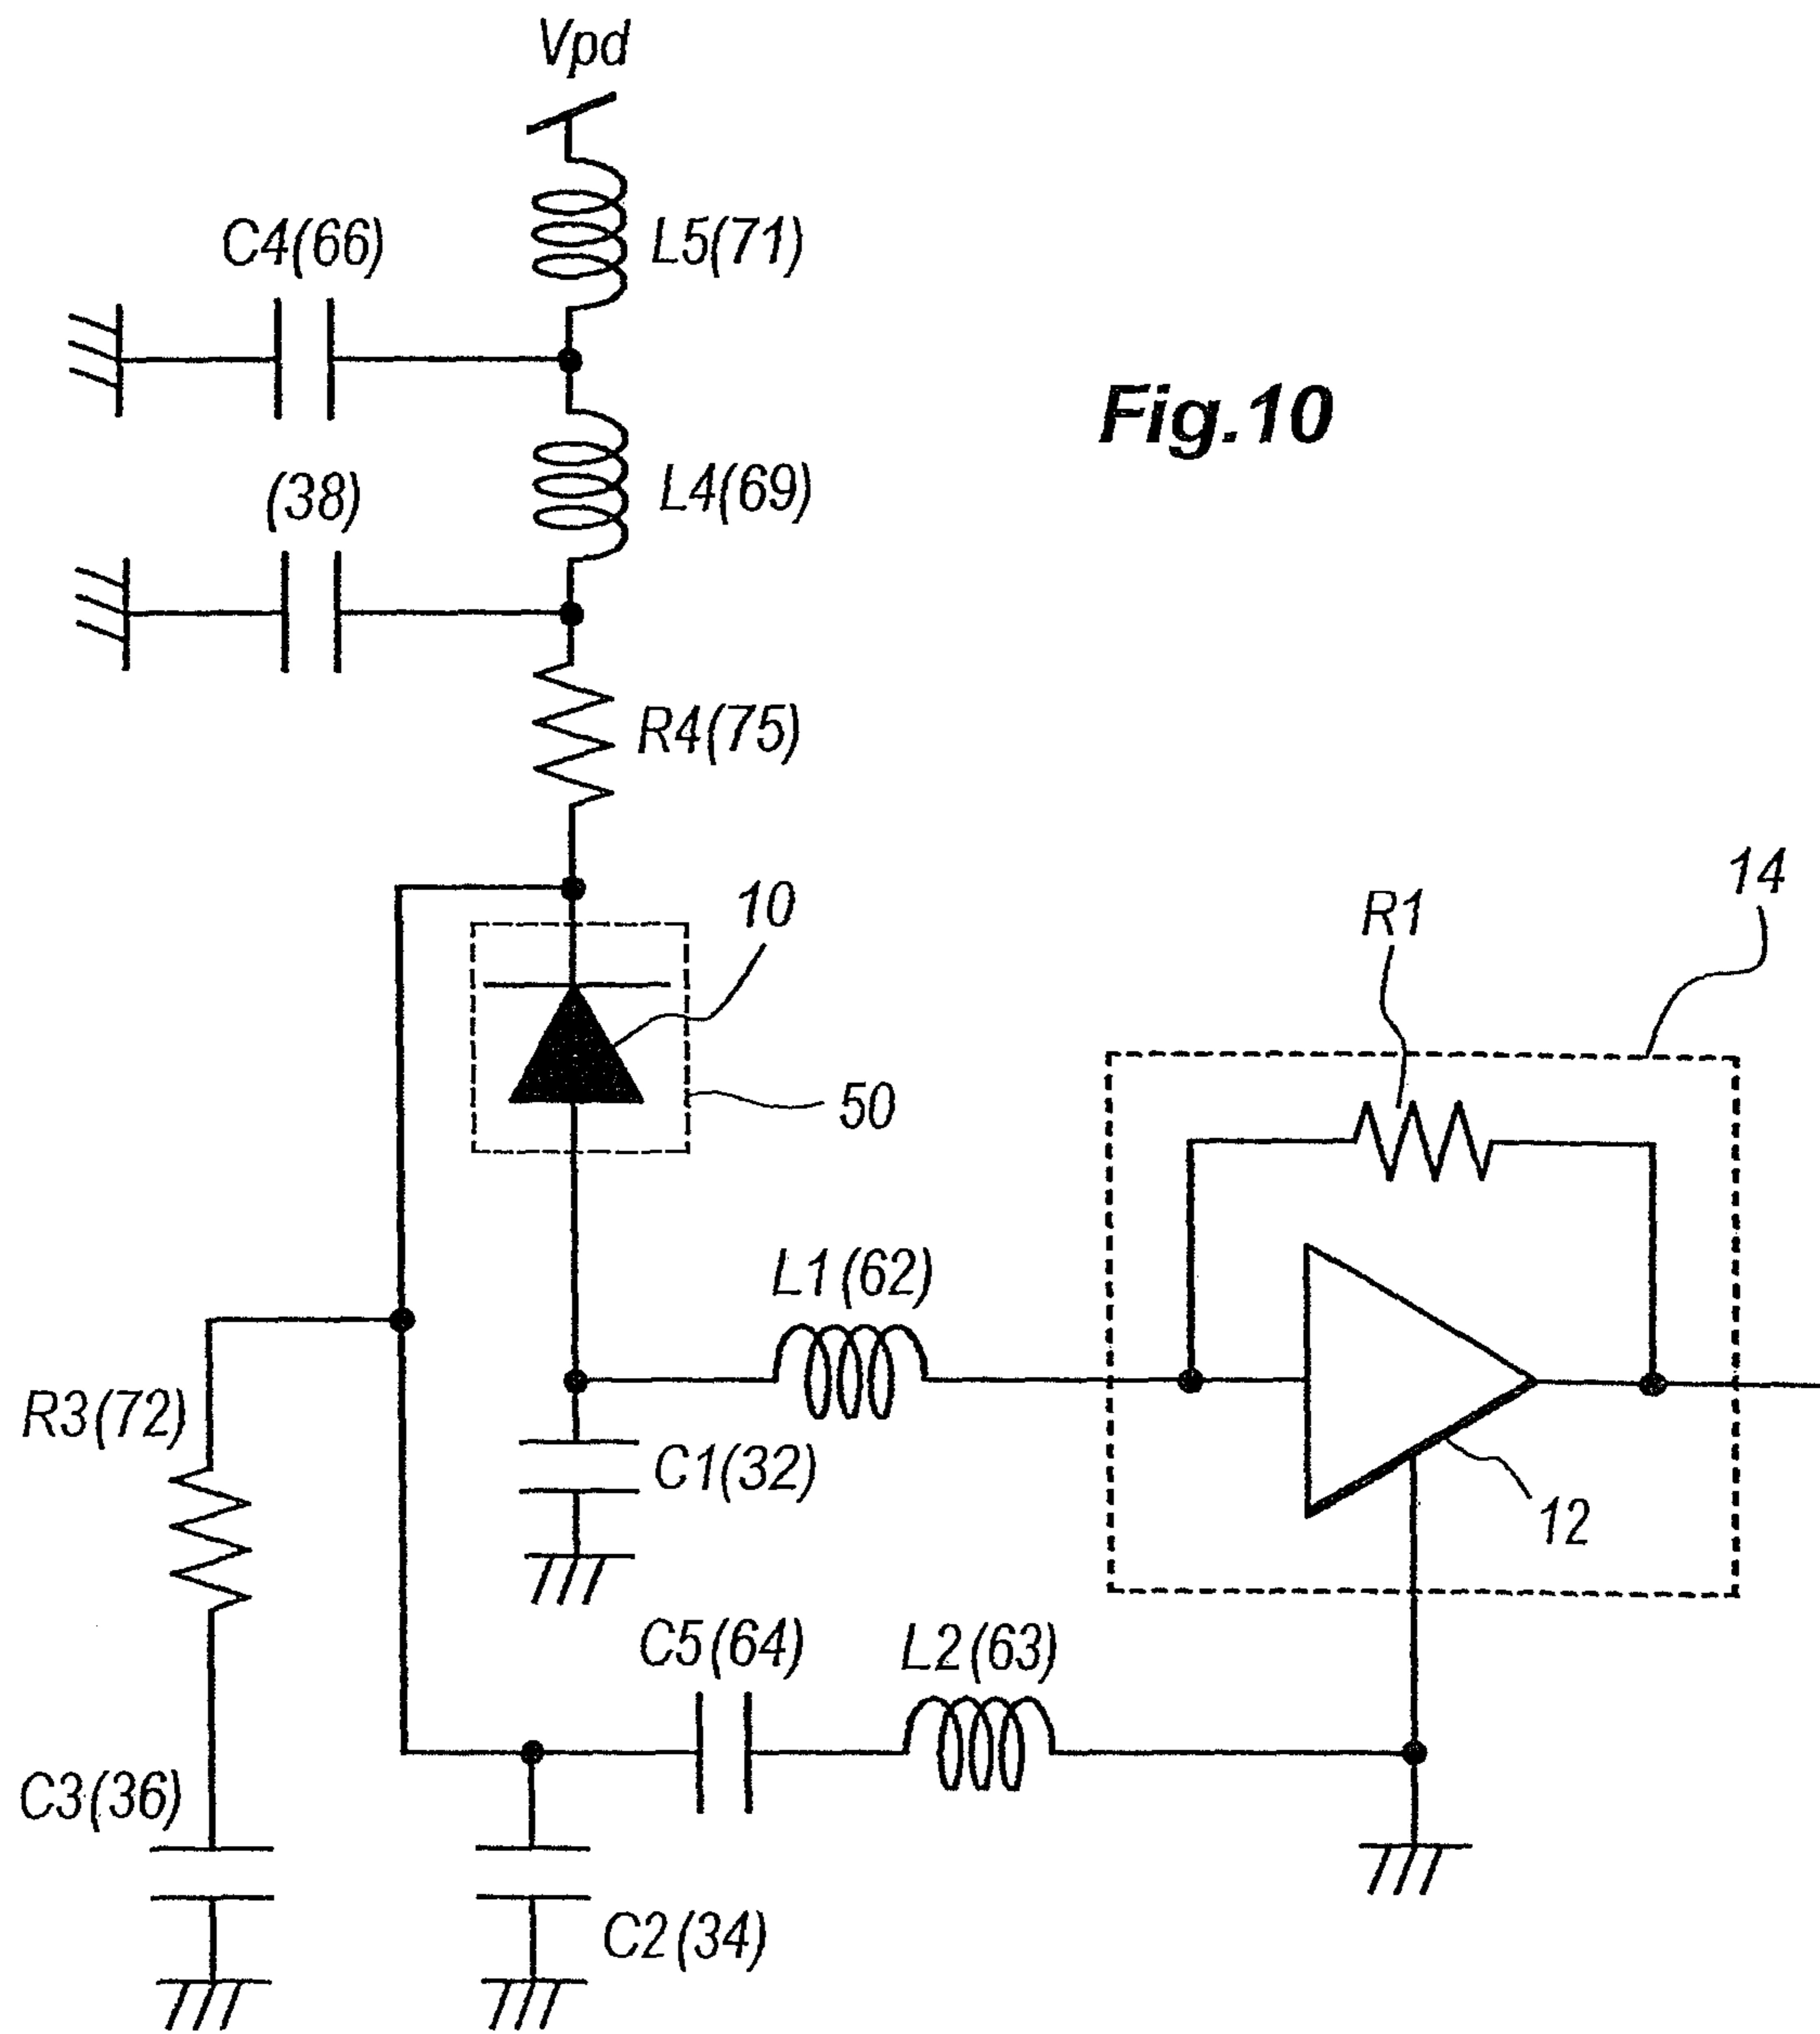 Vpd
C4(66)
L5(71)
Fig.10
(38)
L4(69)
R4(75)
10
14
R1
50
L1(62)
R3(72)
C1(32)
12
C5(64)
L2(63)
C3(36)
C2(34)